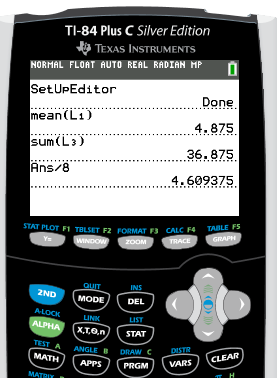 TI-84 Plus C Silver Edition
TEXAS INSTRUMENTS
NORMAL FLOAT AUTO REAL RADIAN MP
SetUpEditor
Done
mean(L₁)
4.875
sum(L₃)
36.875
Ans/8
4.609375
STAT PLOT F1 TBLSET F2 FORMAT F3 CALC F4 TABLE F5
Y= WINDOW ZOOM TRACE GRAPH
QUIT INS
2ND MODE DEL
A-LOCK LINK LIST
ALPHA X,T,θ,n STAT
TEST A ANGLE B DRAW C DISTR
MATH APPS PRGM VARS CLEAR
MATRIX D